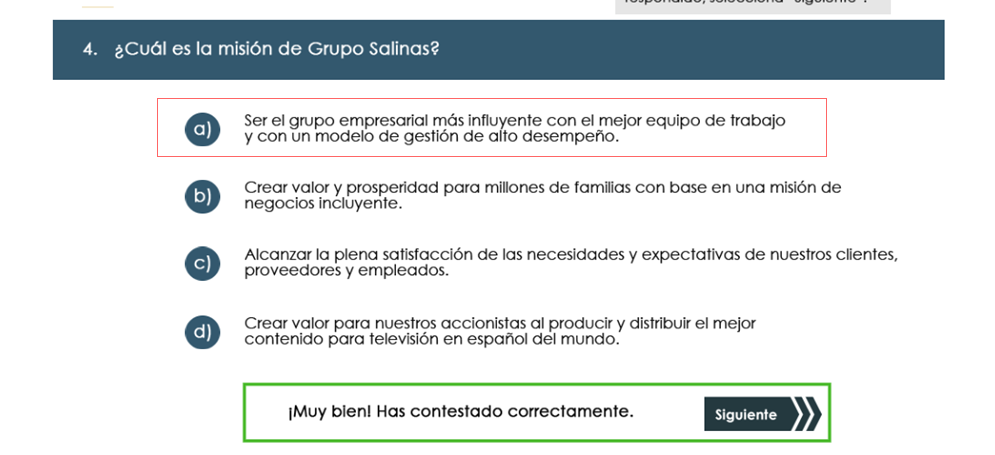 respondido, selecciona "Siguiente".
4. ¿Cuál es la misión de Grupo Salinas?
a) Ser el grupo empresarial más influyente con el mejor equipo de trabajo
y con un modelo de gestión de alto desempeño.
b) Crear valor y prosperidad para millones de familias con base en una misión de
negocios incluyente.
c) Alcanzar la plena satisfacción de las necesidades y expectativas de nuestros clientes,
proveedores y empleados.
d) Crear valor para nuestros accionistas al producir y distribuir el mejor
contenido para televisión en español del mundo.
¡Muy bien! Has contestado correctamente.
Siguiente